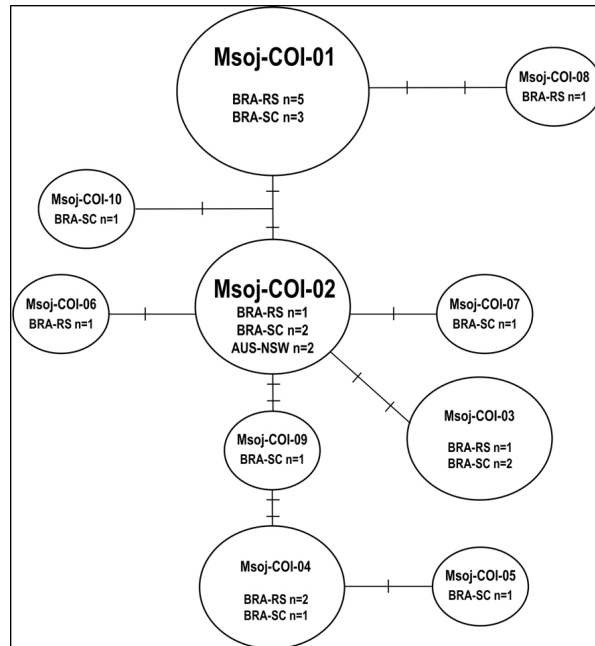 Msoj-COI-01
BRA-RS n=5
BRA-SC n=3
Msoj-COI-08
BRA-RS n=1
Msoj-COI-10
BRA-SC n=1
Msoj-COI-02
BRA-RS n=1
BRA-SC n=2
AUS-NSW n=2
Msoj-COI-06
BRA-RS n=1
Msoj-COI-07
BRA-SC n=1
Msoj-COI-03
BRA-RS n=1
BRA-SC n=2
Msoj-COI-09
BRA-SC n=1
Msoj-COI-04
BRA-RS n=2
BRA-SC n=1
Msoj-COI-05
BRA-SC n=1